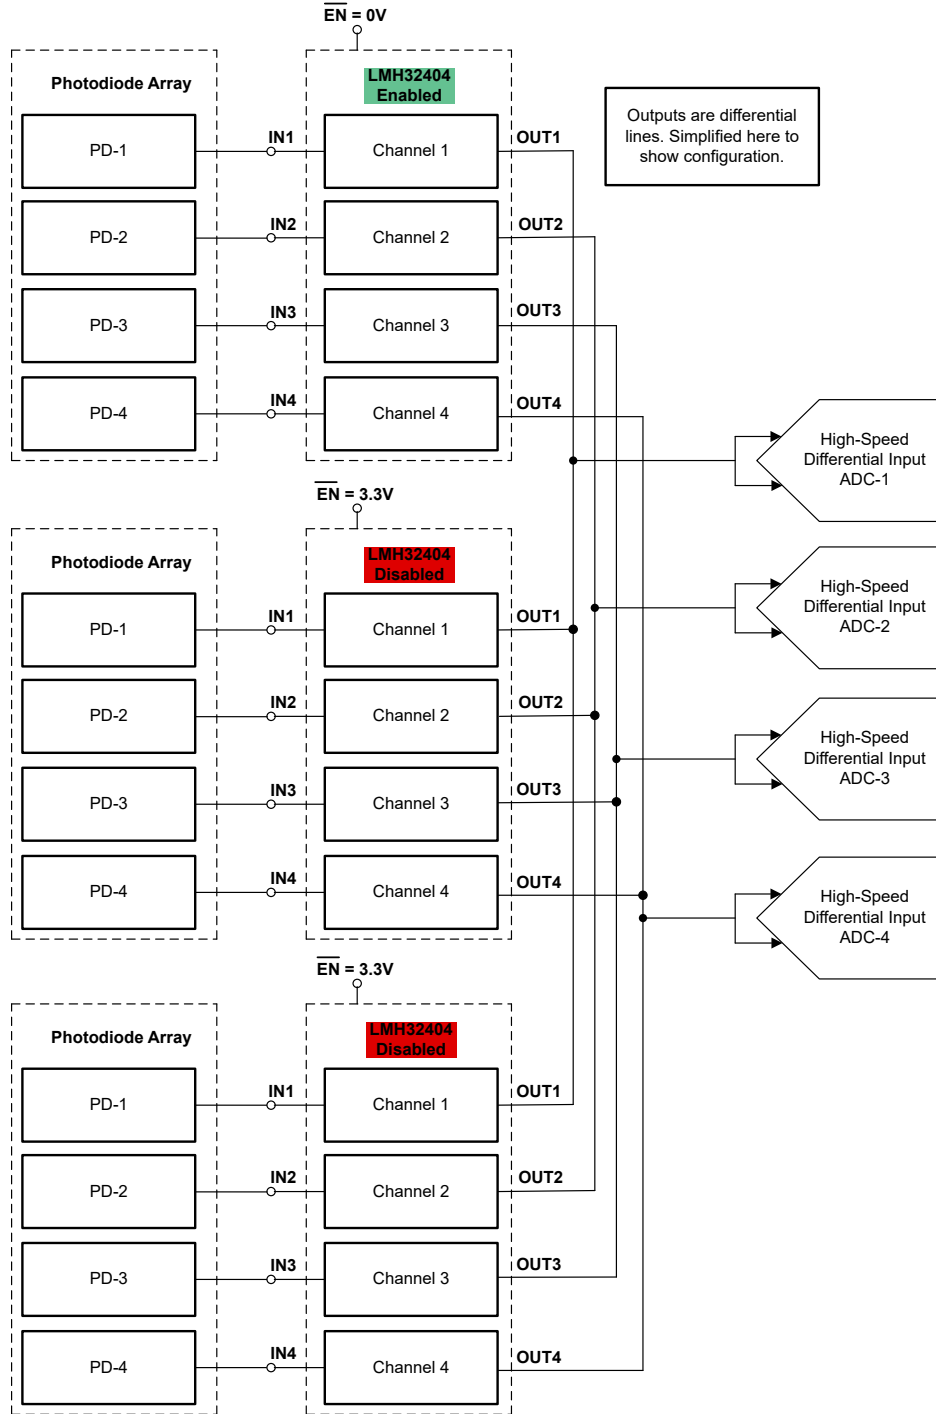 EN = 0V
Photodiode Array
LMH32404
Enabled
PD-1
IN1
Channel 1
OUT1
PD-2
IN2
Channel 2
OUT2
PD-3
IN3
Channel 3
OUT3
PD-4
IN4
Channel 4
OUT4
Outputs are differential
lines. Simplified here to
show configuration.
High-Speed
Differential Input
ADC-1
EN = 3.3V
Photodiode Array
LMH32404
Disabled
PD-1
IN1
Channel 1
OUT1
PD-2
IN2
Channel 2
OUT2
PD-3
IN3
Channel 3
OUT3
PD-4
IN4
Channel 4
OUT4
High-Speed
Differential Input
ADC-2
High-Speed
Differential Input
ADC-3
High-Speed
Differential Input
ADC-4
EN = 3.3V
Photodiode Array
LMH32404
Disabled
PD-1
IN1
Channel 1
OUT1
PD-2
IN2
Channel 2
OUT2
PD-3
IN3
Channel 3
OUT3
PD-4
IN4
Channel 4
OUT4